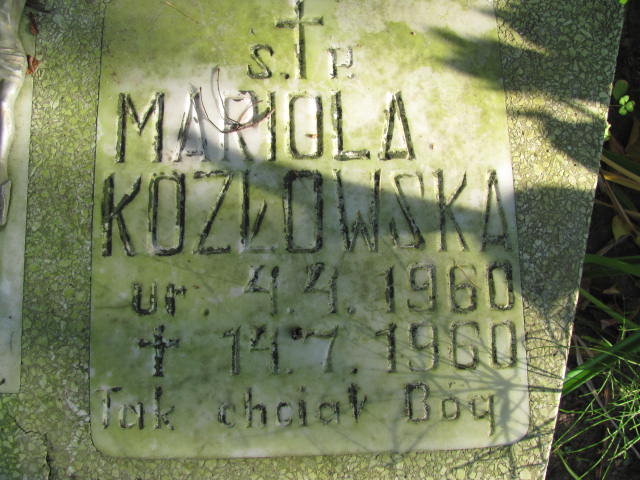 ś. † p.
MARIOLA
KOZŁOWSKA
ur. 4.4.1960
† 14.7.1960
Tak chciał Bóg